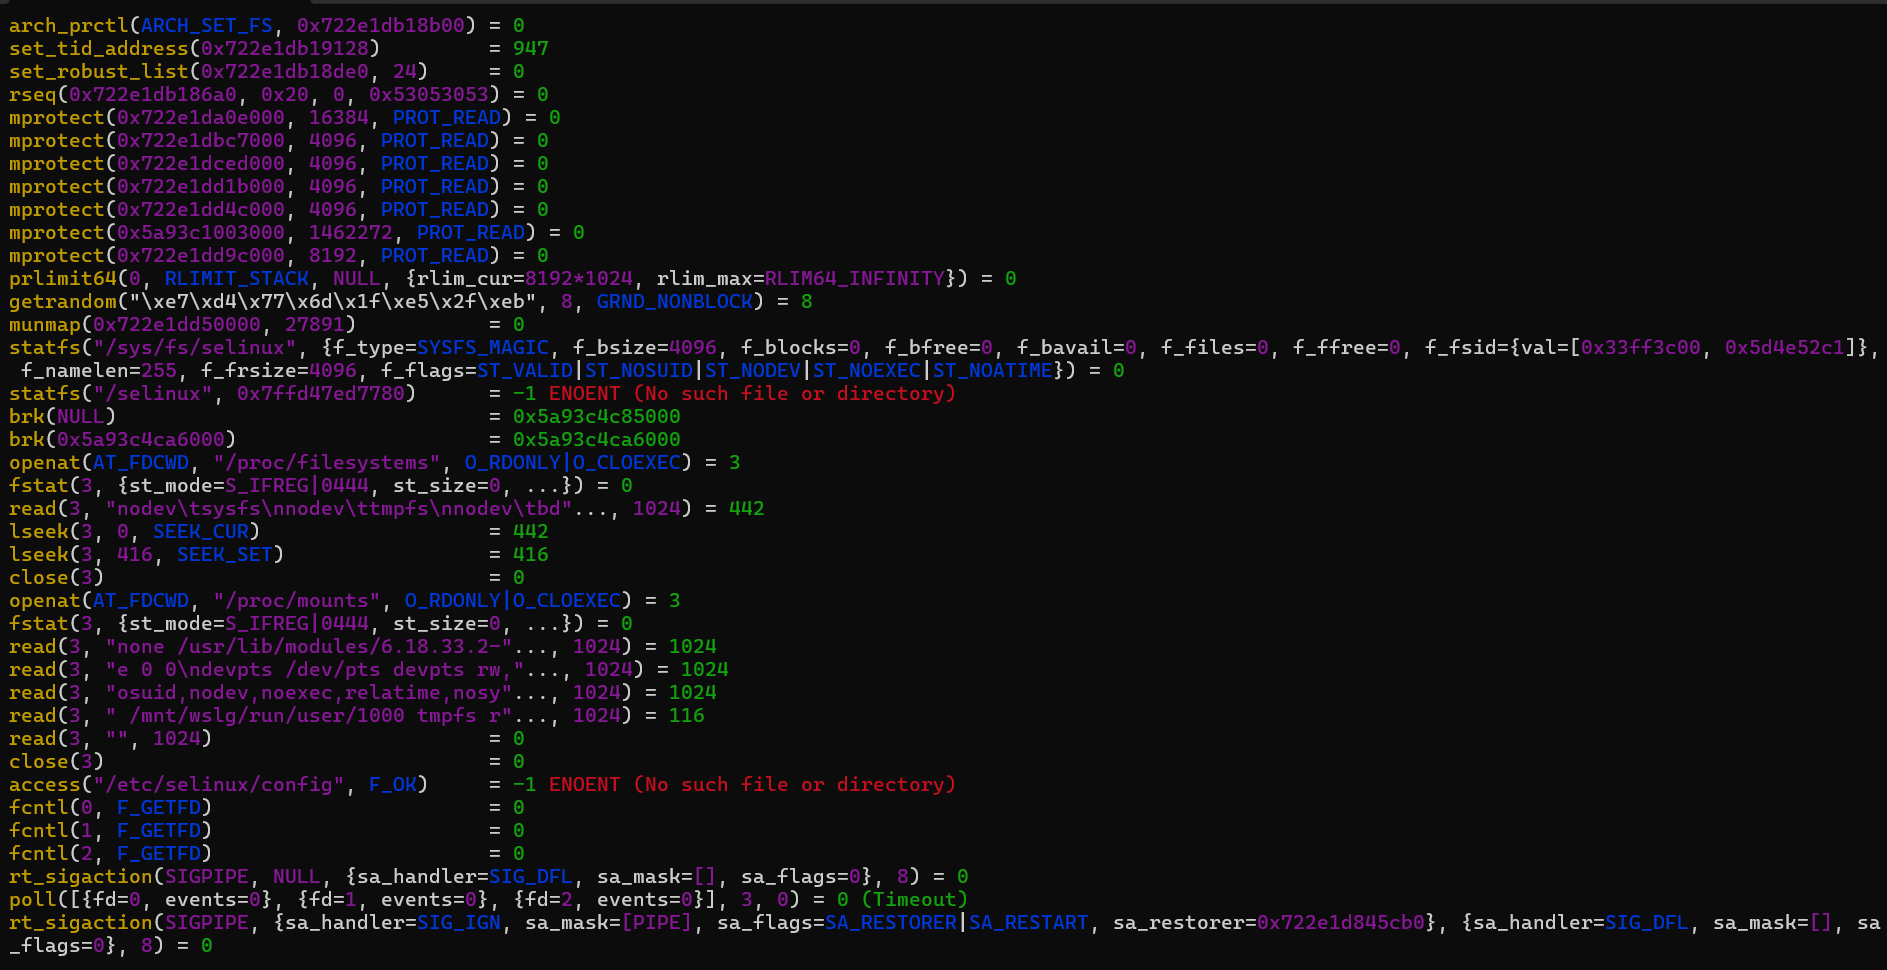 arch_prctl(ARCH_SET_FS, 0x722e1db18b00) = 0
set_tid_address(0x722e1db19128)         = 947
set_robust_list(0x722e1db18de0, 24)     = 0
rseq(0x722e1db186a0, 0x20, 0, 0x53053053) = 0
mprotect(0x722e1da0e000, 16384, PROT_READ) = 0
mprotect(0x722e1dbc7000, 4096, PROT_READ) = 0
mprotect(0x722e1dced000, 4096, PROT_READ) = 0
mprotect(0x722e1dd1b000, 4096, PROT_READ) = 0
mprotect(0x722e1dd4c000, 4096, PROT_READ) = 0
mprotect(0x5a93c1003000, 1462272, PROT_READ) = 0
mprotect(0x722e1dd9c000, 8192, PROT_READ) = 0
prlimit64(0, RLIMIT_STACK, NULL, {rlim_cur=8192*1024, rlim_max=RLIM64_INFINITY}) = 0
getrandom("\xe7\xd4\x77\x6d\x1f\xe5\x2f\xeb", 8, GRND_NONBLOCK) = 8
munmap(0x722e1dd50000, 27891)           = 0
statfs("/sys/fs/selinux", {f_type=SYSFS_MAGIC, f_bsize=4096, f_blocks=0, f_bfree=0, f_bavail=0, f_files=0, f_ffree=0, f_fsid={val=[0x33ff3c00, 0x5d4e52c1]},
 f_namelen=255, f_frsize=4096, f_flags=ST_VALID|ST_NOSUID|ST_NODEV|ST_NOEXEC|ST_NOATIME}) = 0
statfs("/selinux", 0x7ffd47ed7780)      = -1 ENOENT (No such file or directory)
brk(NULL)                               = 0x5a93c4c85000
brk(0x5a93c4ca6000)                     = 0x5a93c4ca6000
openat(AT_FDCWD, "/proc/filesystems", O_RDONLY|O_CLOEXEC) = 3
fstat(3, {st_mode=S_IFREG|0444, st_size=0, ...}) = 0
read(3, "nodev\tsysfs\nnodev\ttmpfs\nnodev\tbd"..., 1024) = 442
lseek(3, 0, SEEK_CUR)                   = 442
lseek(3, 416, SEEK_SET)                 = 416
close(3)                                = 0
openat(AT_FDCWD, "/proc/mounts", O_RDONLY|O_CLOEXEC) = 3
fstat(3, {st_mode=S_IFREG|0444, st_size=0, ...}) = 0
read(3, "none /usr/lib/modules/6.18.33.2-"..., 1024) = 1024
read(3, "e 0 0\ndevpts /dev/pts devpts rw,"..., 1024) = 1024
read(3, "osuid,nodev,noexec,relatime,nosy"..., 1024) = 1024
read(3, " /mnt/wslg/run/user/1000 tmpfs r"..., 1024) = 116
read(3, "", 1024)                       = 0
close(3)                                = 0
access("/etc/selinux/config", F_OK)     = -1 ENOENT (No such file or directory)
fcntl(0, F_GETFD)                       = 0
fcntl(1, F_GETFD)                       = 0
fcntl(2, F_GETFD)                       = 0
rt_sigaction(SIGPIPE, NULL, {sa_handler=SIG_DFL, sa_mask=[], sa_flags=0}, 8) = 0
poll([{fd=0, events=0}, {fd=1, events=0}, {fd=2, events=0}], 3, 0) = 0 (Timeout)
rt_sigaction(SIGPIPE, {sa_handler=SIG_IGN, sa_mask=[PIPE], sa_flags=SA_RESTORER|SA_RESTART, sa_restorer=0x722e1d845cb0}, {sa_handler=SIG_DFL, sa_mask=[], sa
_flags=0}, 8) = 0